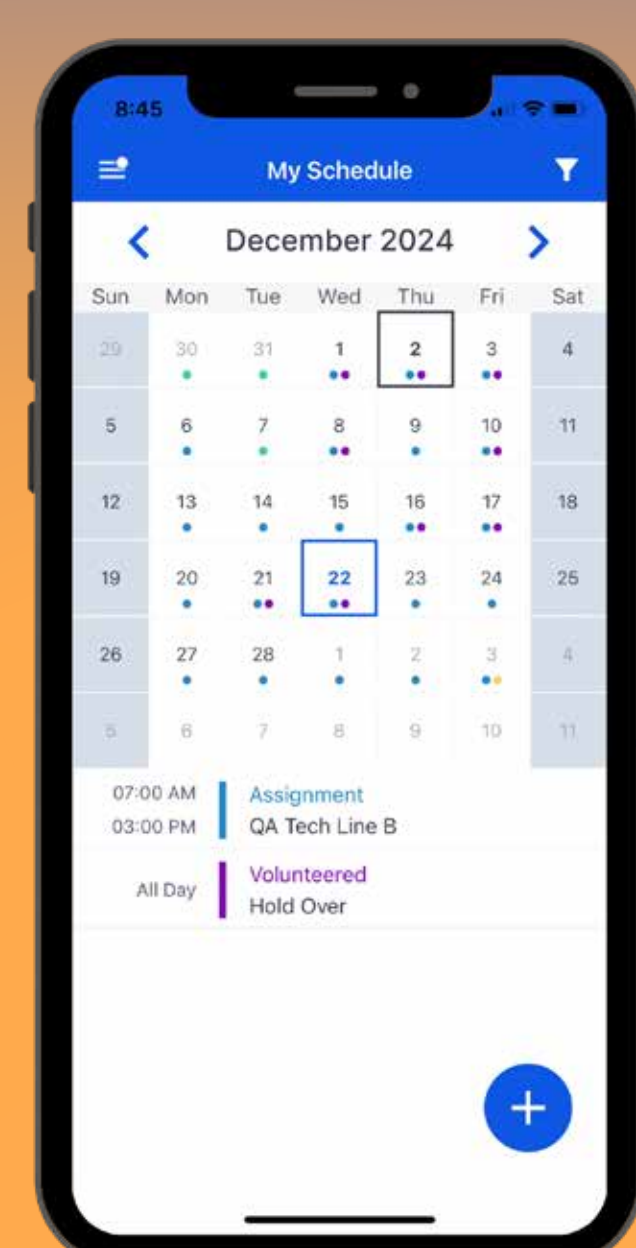 8:45
My Schedule
December 2024
Sun Mon Tue Wed Thu Fri Sat
29 30 31 1 2 3 4
5 6 7 8 9 10 11
12 13 14 15 16 17 18
19 20 21 22 23 24 25
26 27 28 1 2 3 4
5 6 7 8 9 10 11
07:00 AM Assignment
03:00 PM QA Tech Line B
All Day Volunteered
Hold Over